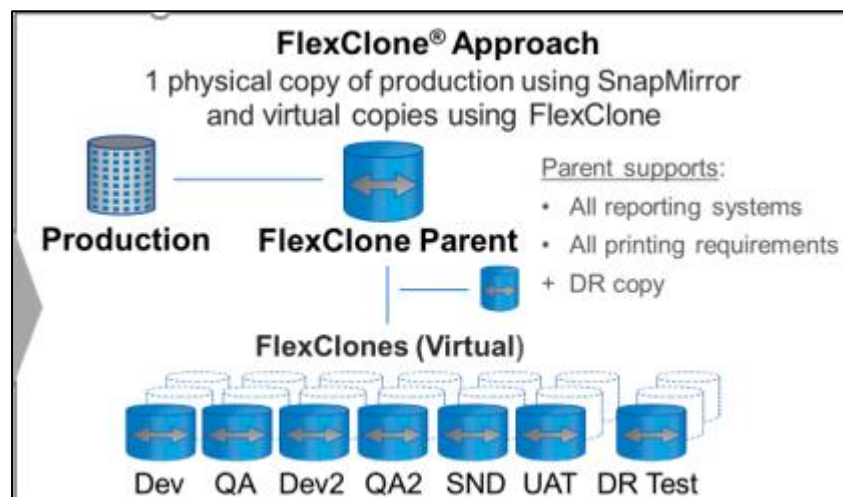 FlexClone® Approach
1 physical copy of production using SnapMirror
and virtual copies using FlexClone
Production
FlexClone Parent
Parent supports:
• All reporting systems
• All printing requirements
+ DR copy
FlexClones (Virtual)
Dev QA Dev2 QA2 SND UAT DR Test